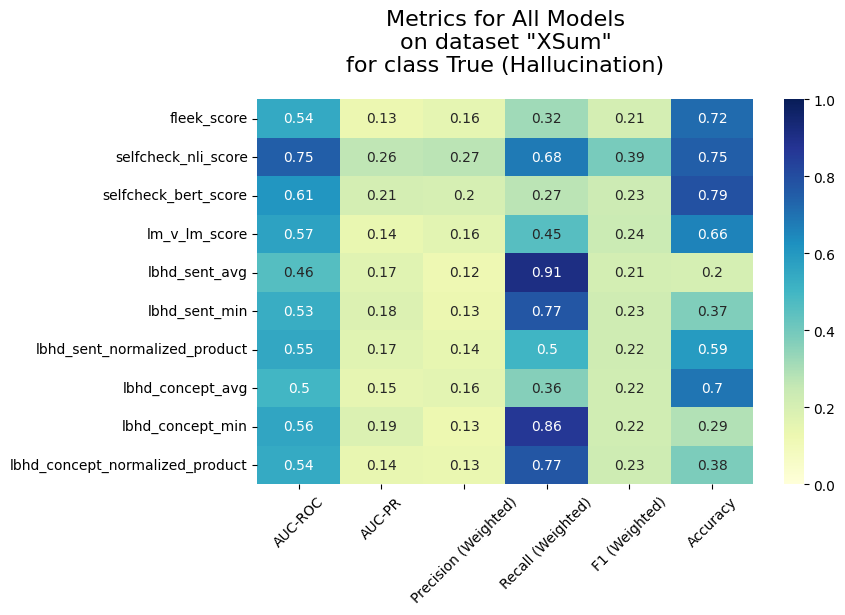 Metrics for All Models
on dataset "XSum"
for class True (Hallucination)
fleek_score 0.54 0.13 0.16 0.32 0.21 0.72
selfcheck_nli_score 0.75 0.26 0.27 0.68 0.39 0.75
selfcheck_bert_score 0.61 0.21 0.2 0.27 0.23 0.79
lm_v_lm_score 0.57 0.14 0.16 0.45 0.24 0.66
lbhd_sent_avg 0.46 0.17 0.12 0.91 0.21 0.2
lbhd_sent_min 0.53 0.18 0.13 0.77 0.23 0.37
lbhd_sent_normalized_product 0.55 0.17 0.14 0.5 0.22 0.59
lbhd_concept_avg 0.5 0.15 0.16 0.36 0.22 0.7
lbhd_concept_min 0.56 0.19 0.13 0.86 0.22 0.29
lbhd_concept_normalized_product 0.54 0.14 0.13 0.77 0.23 0.38
AUC-ROC AUC-PR Precision (Weighted) Recall (Weighted) F1 (Weighted) Accuracy
1.0
0.8
0.6
0.4
0.2
0.0